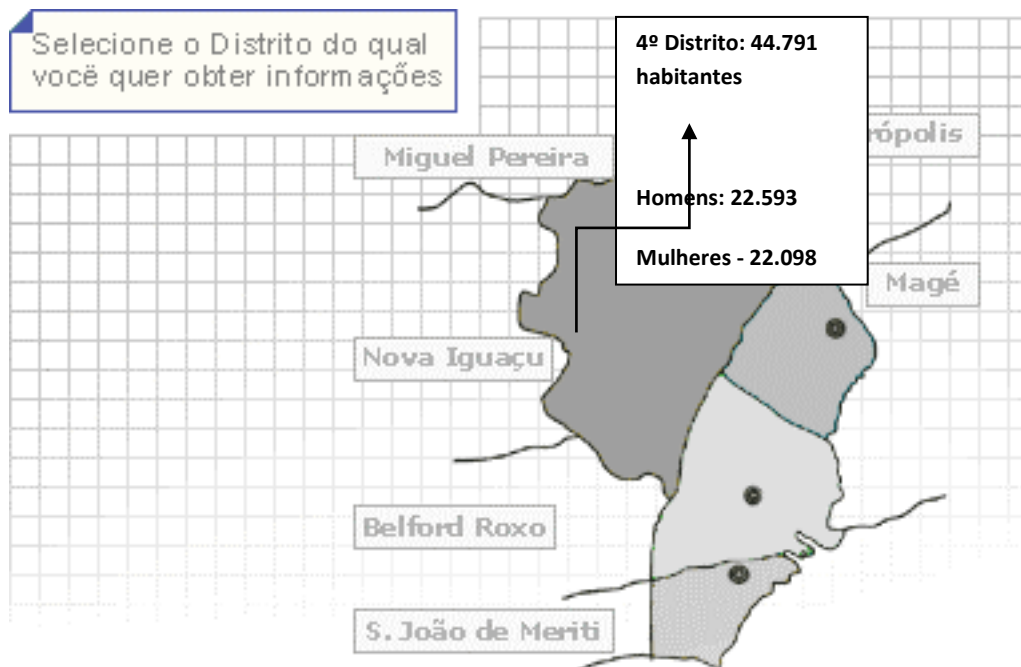 Selecione o Distrito do qual
você quer obter informações
4º Distrito: 44.791
habitantes
Homens: 22.593
Mulheres - 22.098
Miguel Pereira
rópolis
Magé
Nova Iguaçu
Belford Roxo
S. João de Meriti